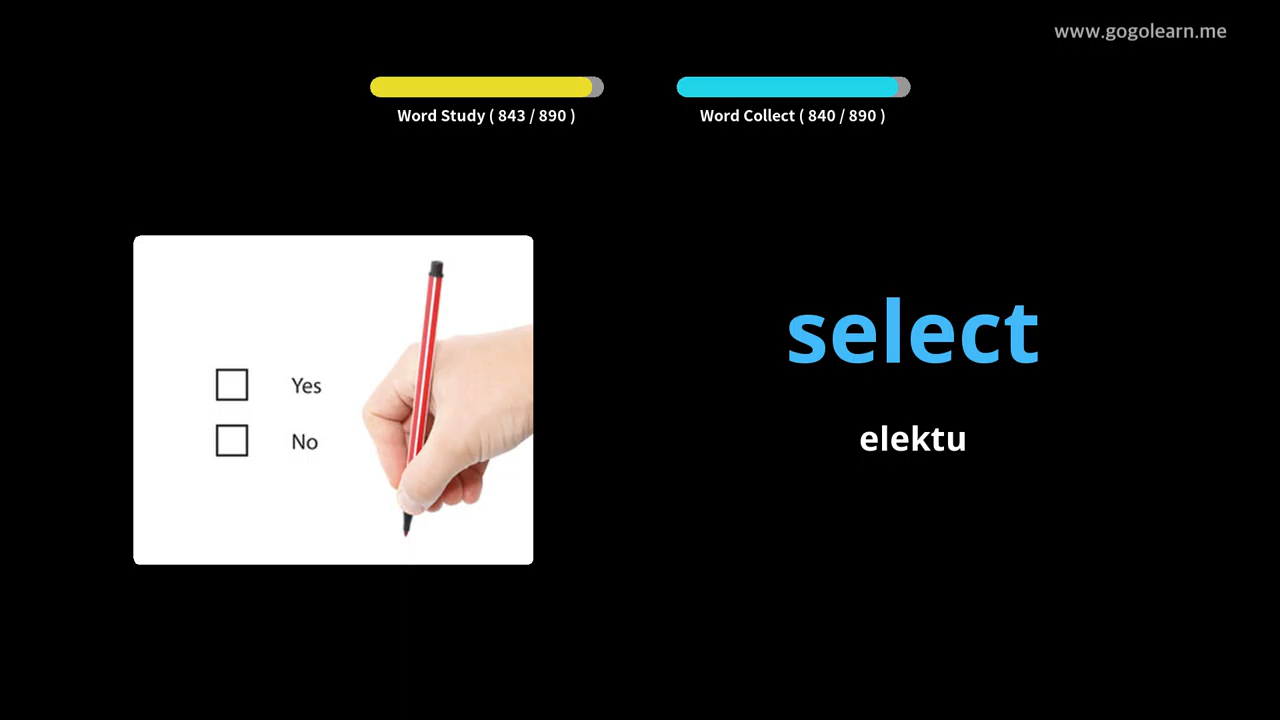 www.gogolearn.me
Word Study ( 843 / 890 )
Word Collect ( 840 / 890 )
Yes
No
select
elektu